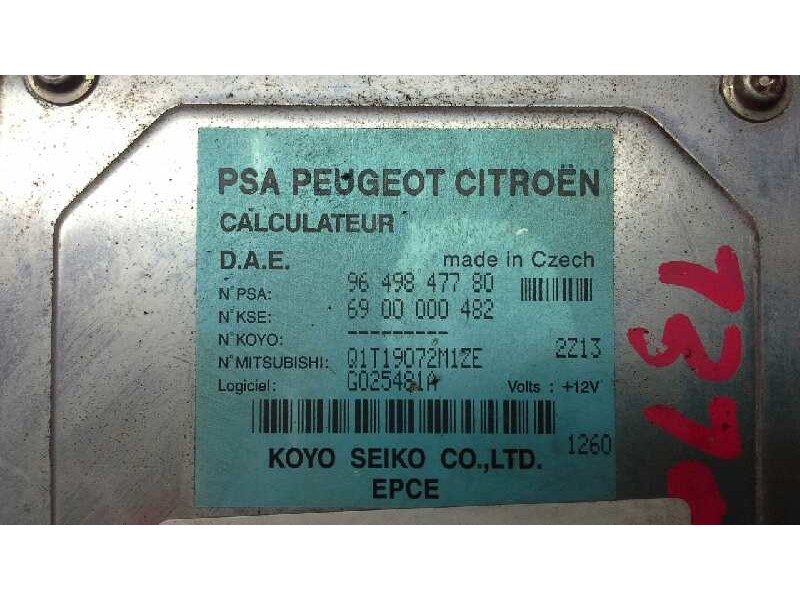 PSA PEUGEOT CITROËN
CALCULATEUR
D.A.E. made in Czech
N°PSA: 96 498 477 80
N°KSE: 69 00 000 482
N°KOYO: ---------
N°MITSUBISHI: Q1T19072M1ZE 2Z13
Logiciel: G025481A Volts : +12V
1260
KOYO SEIKO CO.,LTD.
EPCE